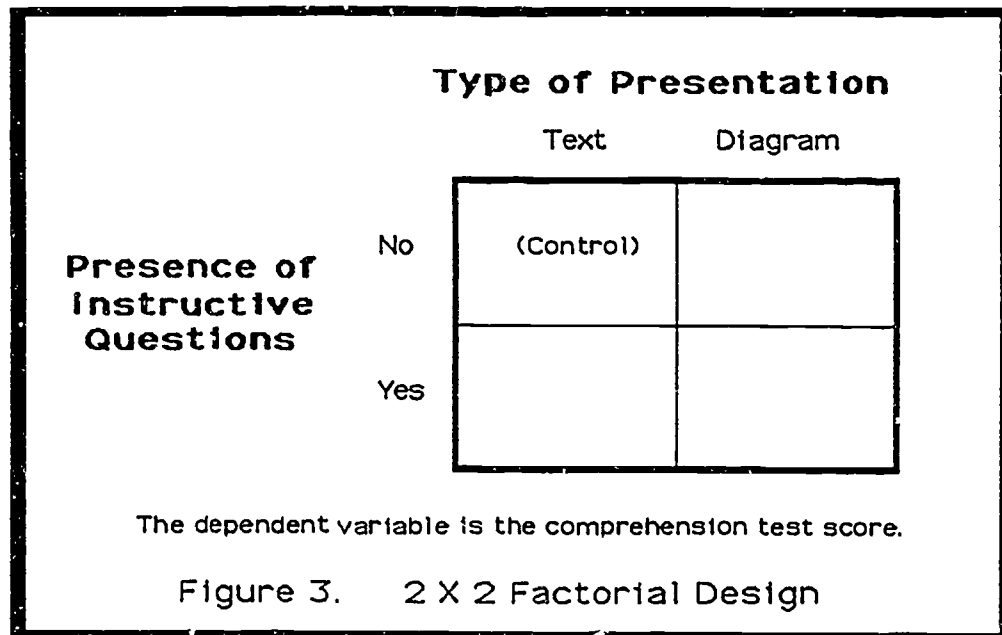 Type of Presentation
Text Diagram
No (Control)
Presence of
Instructive
Questions
Yes
The dependent variable is the comprehension test score.
Figure 3. 2 X 2 Factorial Design